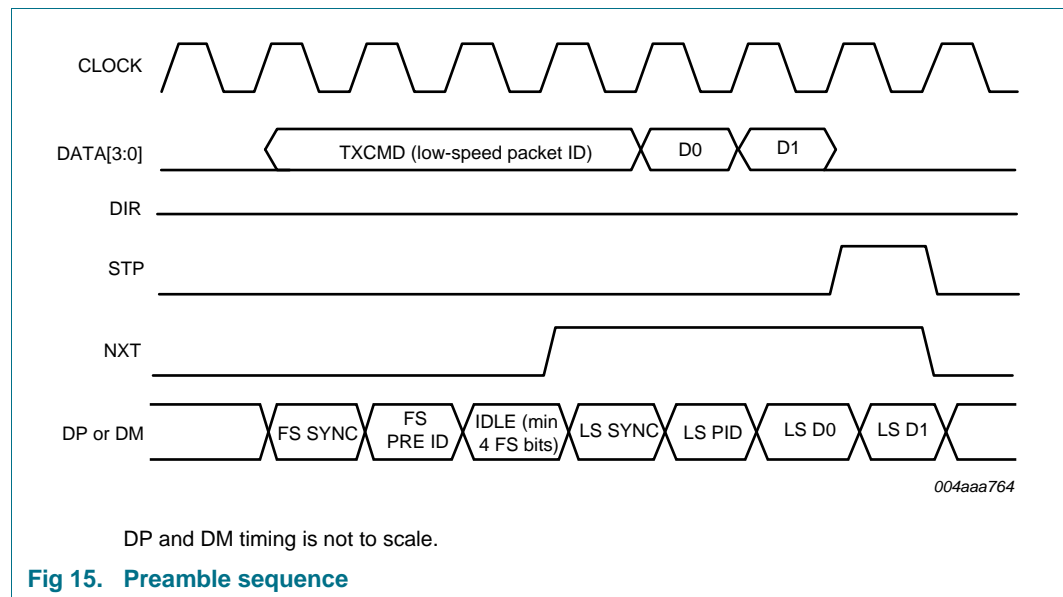 CLOCK
DATA[3:0] TXCMD (low-speed packet ID) D0 D1
DIR
STP
NXT
DP or DM FS SYNC FS PRE ID IDLE (min 4 FS bits) LS SYNC LS PID LS D0 LS D1
004aaa764
DP and DM timing is not to scale.
Fig 15. Preamble sequence